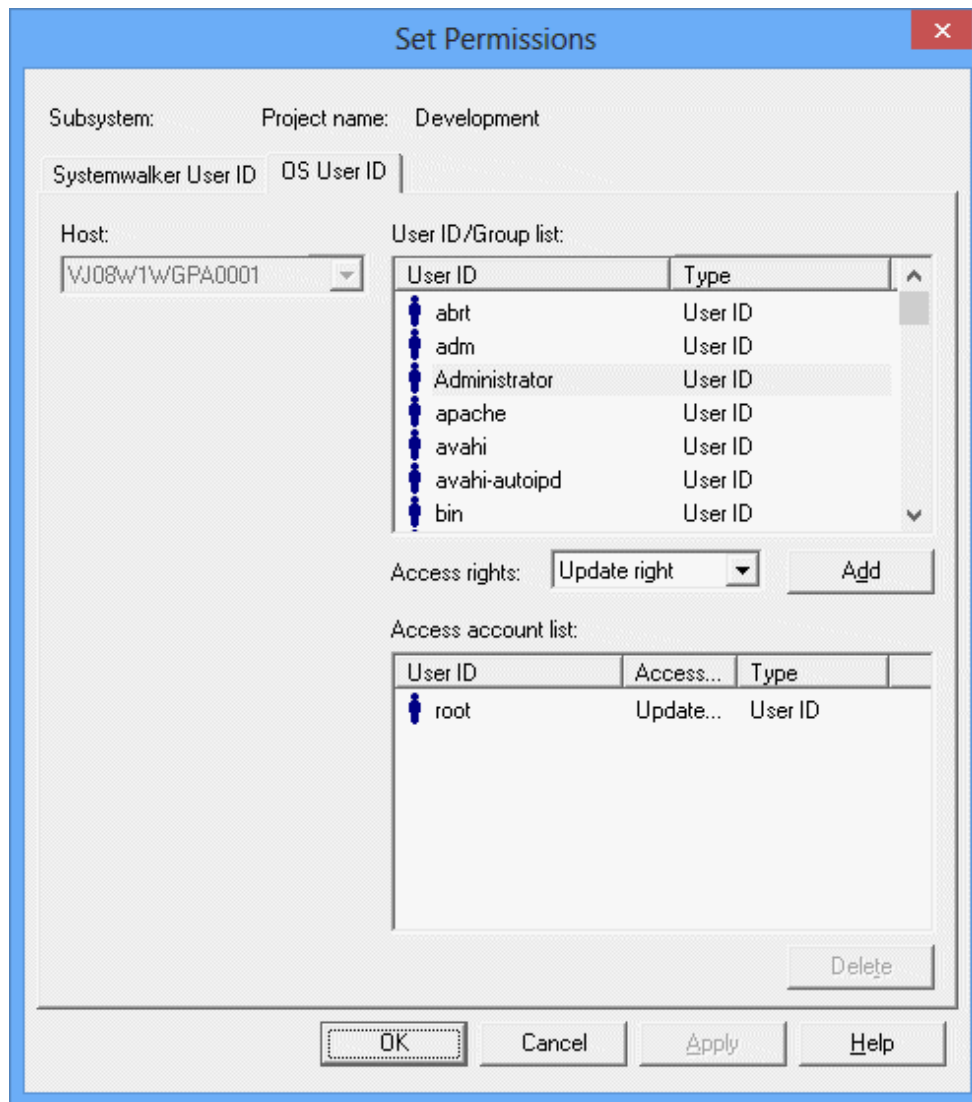 Set Permissions
Subsystem: Project name: Development
Systemwalker User ID OS User ID
Host: User ID/Group list:
VJ08W1WGPA0001
User ID Type
abrt User ID
adm User ID
Administrator User ID
apache User ID
avahi User ID
avahi-autoipd User ID
bin User ID
Access rights: Update right Add
Access account list:
User ID Access... Type
root Update... User ID
Delete
OK Cancel Apply Help